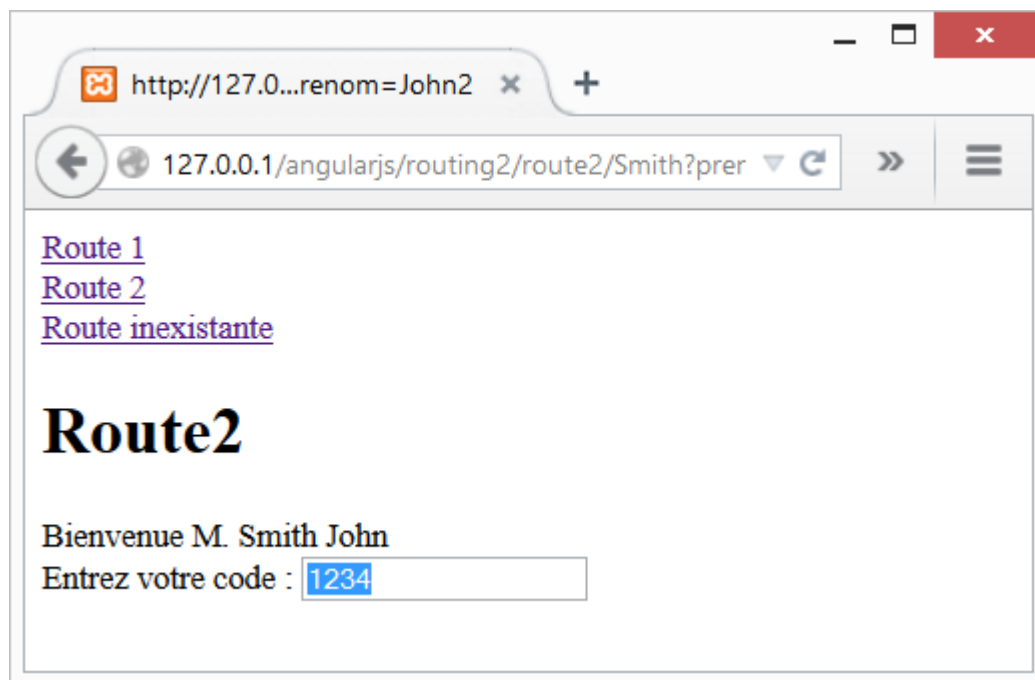 http://127.0...renom=John2
127.0.0.1/angularjs/routing2/route2/Smith?prer
Route 1
Route 2
Route inexistante
Route2
Bienvenue M. Smith John
Entrez votre code : 1234